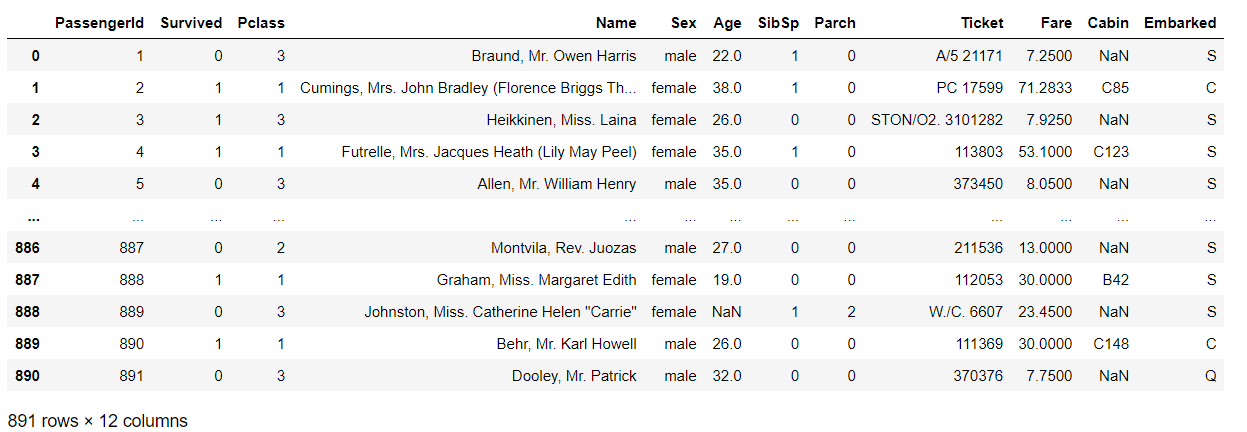 PassengerId Survived Pclass Name Sex Age SibSp Parch Ticket Fare Cabin Embarked
0 1 0 3 Braund, Mr. Owen Harris male 22.0 1 0 A/5 21171 7.2500 NaN S
1 2 1 1 Cumings, Mrs. John Bradley (Florence Briggs Th... female 38.0 1 0 PC 17599 71.2833 C85 C
2 3 1 3 Heikkinen, Miss. Laina female 26.0 0 0 STON/O2. 3101282 7.9250 NaN S
3 4 1 1 Futrelle, Mrs. Jacques Heath (Lily May Peel) female 35.0 1 0 113803 53.1000 C123 S
4 5 0 3 Allen, Mr. William Henry male 35.0 0 0 373450 8.0500 NaN S
... ... ... ... ... ... ... ... ... ... ... ... ...
886 887 0 2 Montvila, Rev. Juozas male 27.0 0 0 211536 13.0000 NaN S
887 888 1 1 Graham, Miss. Margaret Edith female 19.0 0 0 112053 30.0000 B42 S
888 889 0 3 Johnston, Miss. Catherine Helen "Carrie" female NaN 1 2 W./C. 6607 23.4500 NaN S
889 890 1 1 Behr, Mr. Karl Howell male 26.0 0 0 111369 30.0000 C148 C
890 891 0 3 Dooley, Mr. Patrick male 32.0 0 0 370376 7.7500 NaN Q
891 rows × 12 columns